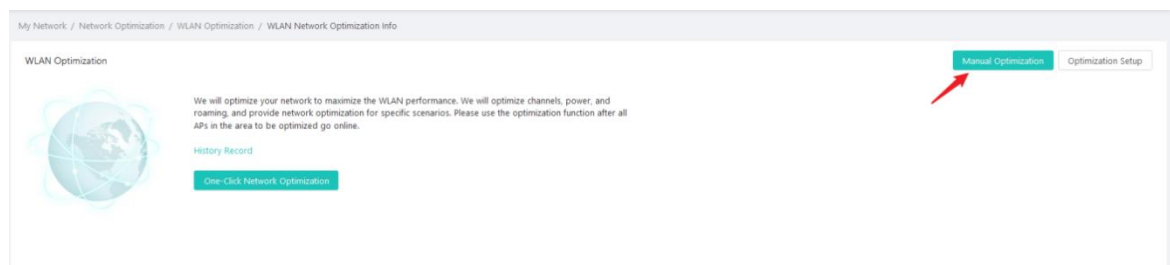 My Network / Network Optimization / WLAN Optimization / WLAN Network Optimization Info
WLAN Optimization
Manual Optimization
Optimization Setup
We will optimize your network to maximize the WLAN performance. We will optimize channels, power, and
roaming, and provide network optimization for specific scenarios. Please use the optimization function after all
APs in the area to be optimized go online.
History Record
One-Click Network Optimization